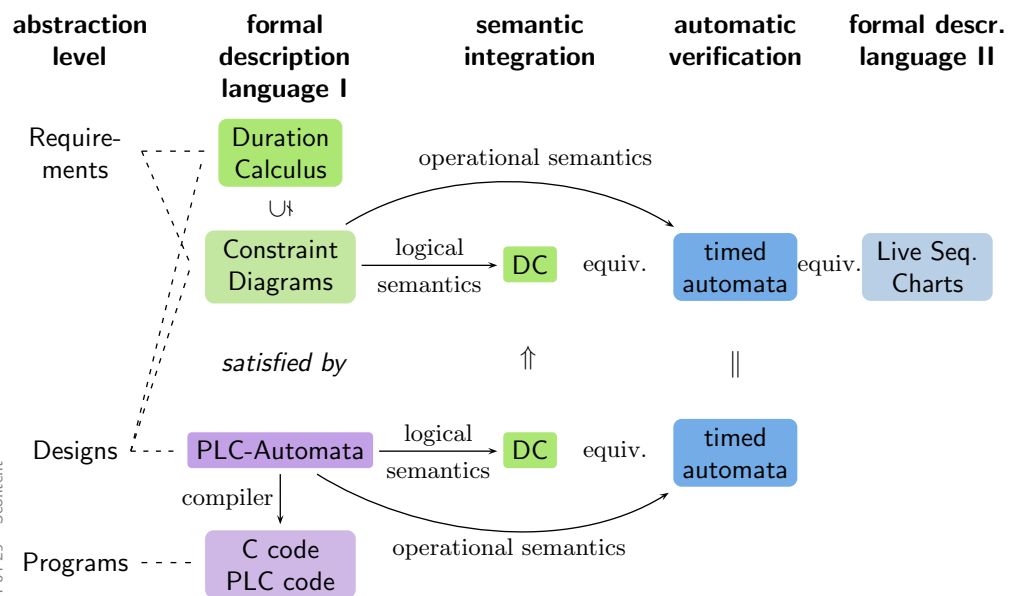 abstraction
level
formal
description
language I
semantic
integration
automatic
verification
formal descr.
language II
Require-
ments
Duration
Calculus
operational semantics
Constraint
Diagrams
logical
semantics
DC
equiv.
timed
automata
equiv.
Live Seq.
Charts
satisfied by
⇑
∥
Designs
PLC-Automata
logical
semantics
DC
equiv.
timed
automata
compiler
operational semantics
Programs
C code
PLC code